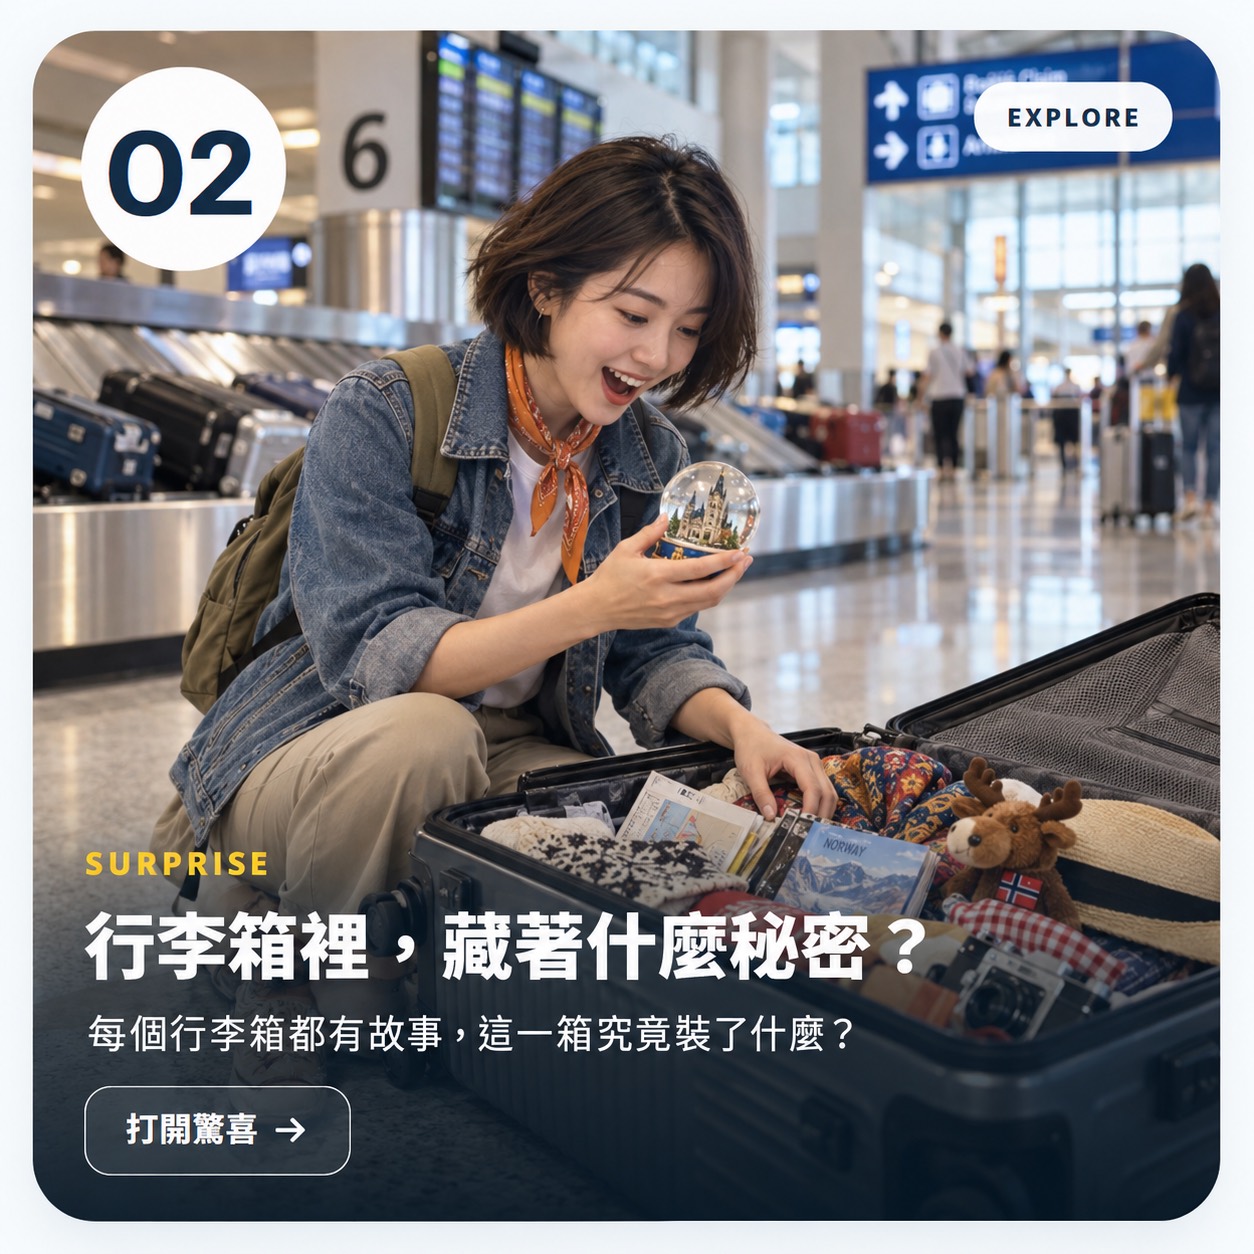 02
6
EXPLORE
NORWAY
SURPRISE
行李箱裡，藏著什麼秘密？
每個行李箱都有故事，這一箱究竟裝了什麼？
打開驚喜 →